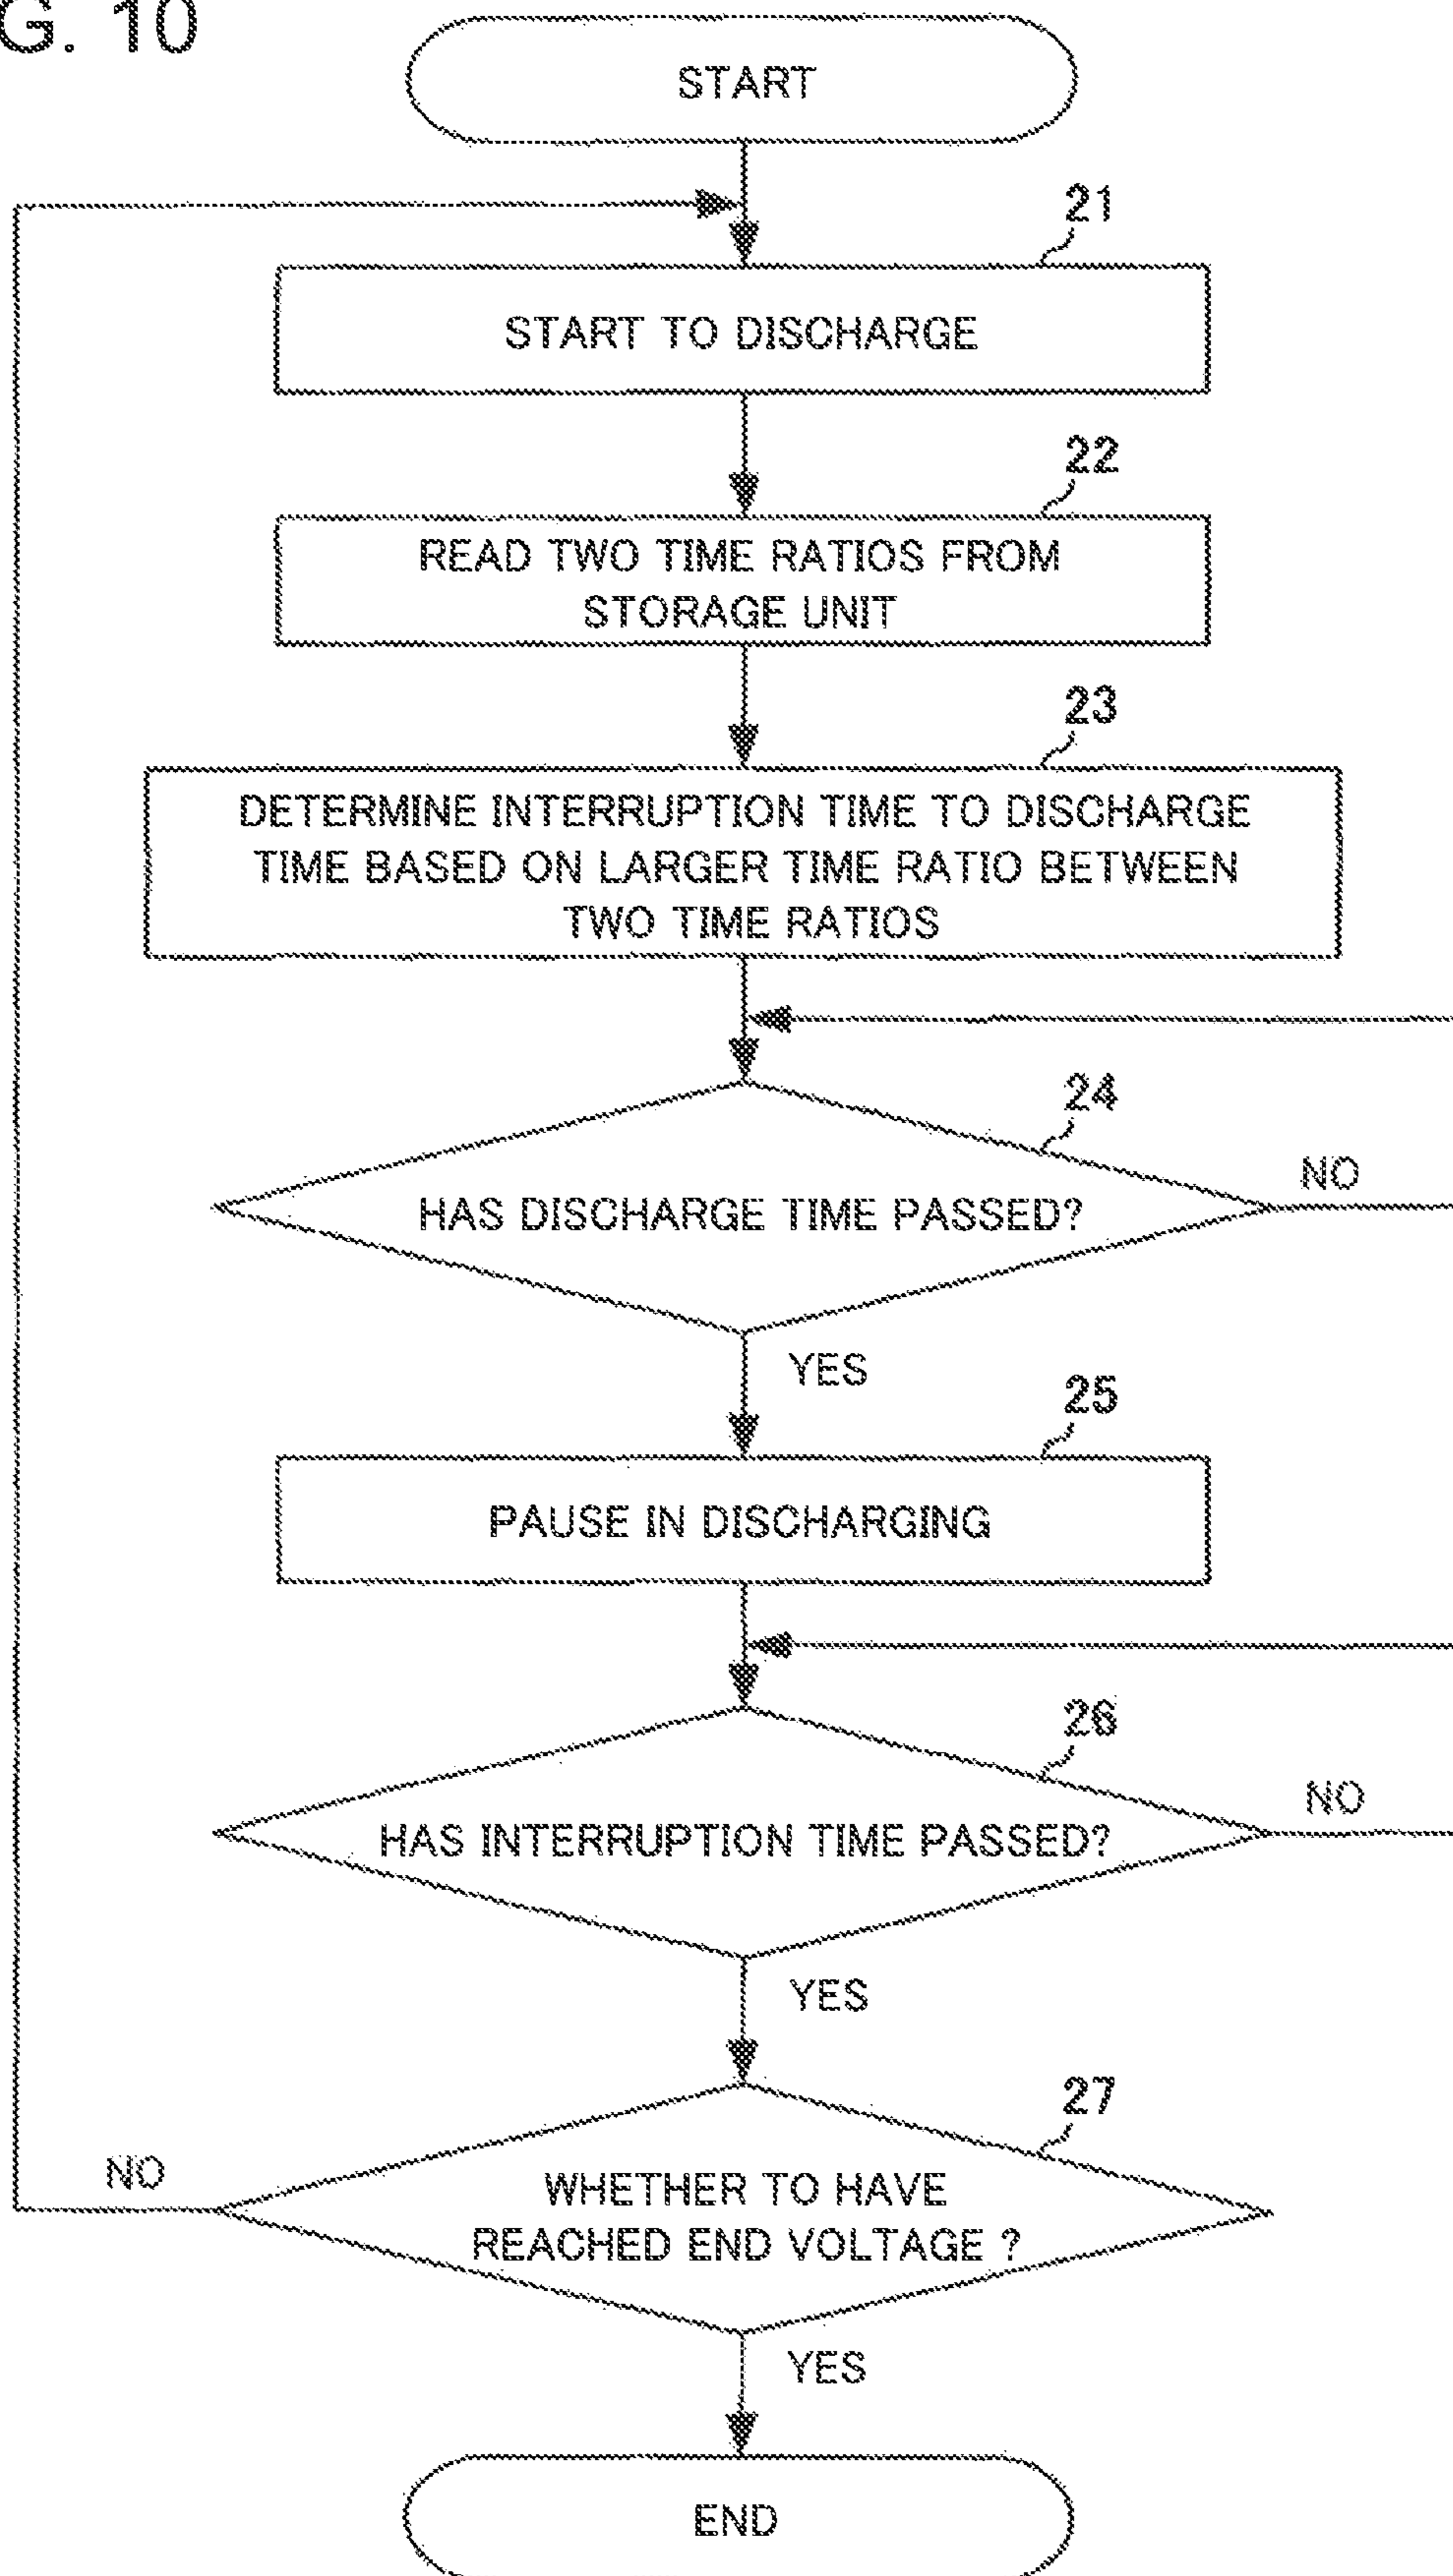 G. 10
START
21
START TO DISCHARGE
22
READ TWO TIME RATIOS FROM
STORAGE UNIT
23
DETERMINE INTERRUPTION TIME TO DISCHARGE
TIME BASED ON LARGER TIME RATIO BETWEEN
TWO TIME RATIOS
24
NO
HAS DISCHARGE TIME PASSED?
YES
25
PAUSE IN DISCHARGING
26
NO
HAS INTERRUPTION TIME PASSED?
YES
27
NO
WHETHER TO HAVE
REACHED END VOLTAGE ?
YES
END